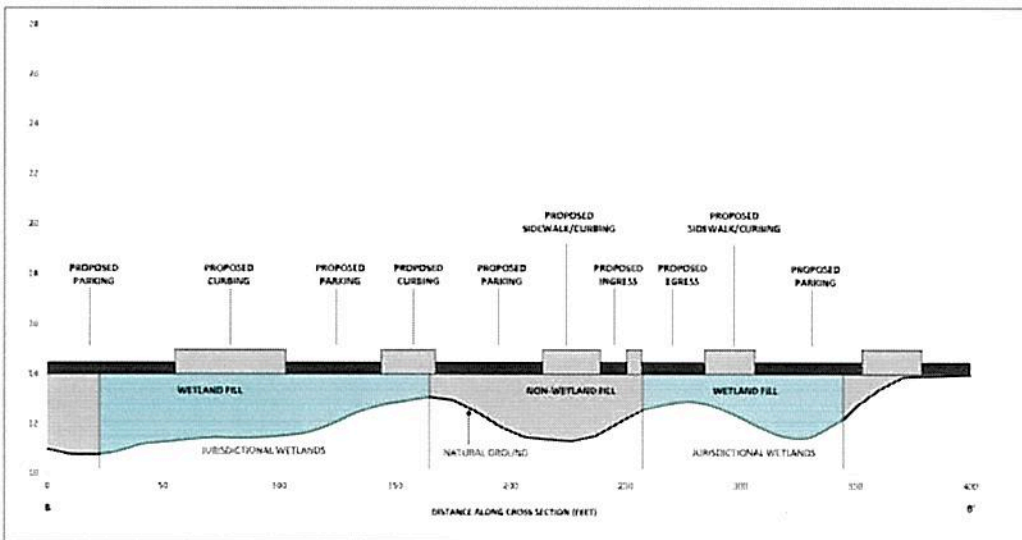 28
26
24
22
20
18
16
14
12
10
PROPOSED SIDEWALK/CURBING
PROPOSED SIDEWALK/CURBING
PROPOSED PARKING
PROPOSED CURBING
PROPOSED PARKING
PROPOSED CURBING
PROPOSED PARKING
PROPOSED INGRESS
PROPOSED EGRESS
PROPOSED PARKING
WETLAND FILL
NON-WETLAND FILL
WETLAND FILL
JURISDICTIONAL WETLANDS
NATURAL GROUND
JURISDICTIONAL WETLANDS
0 50 100 150 200 250 300 350 400
B
DISTANCE ALONG CROSS SECTION (FEET)
B'